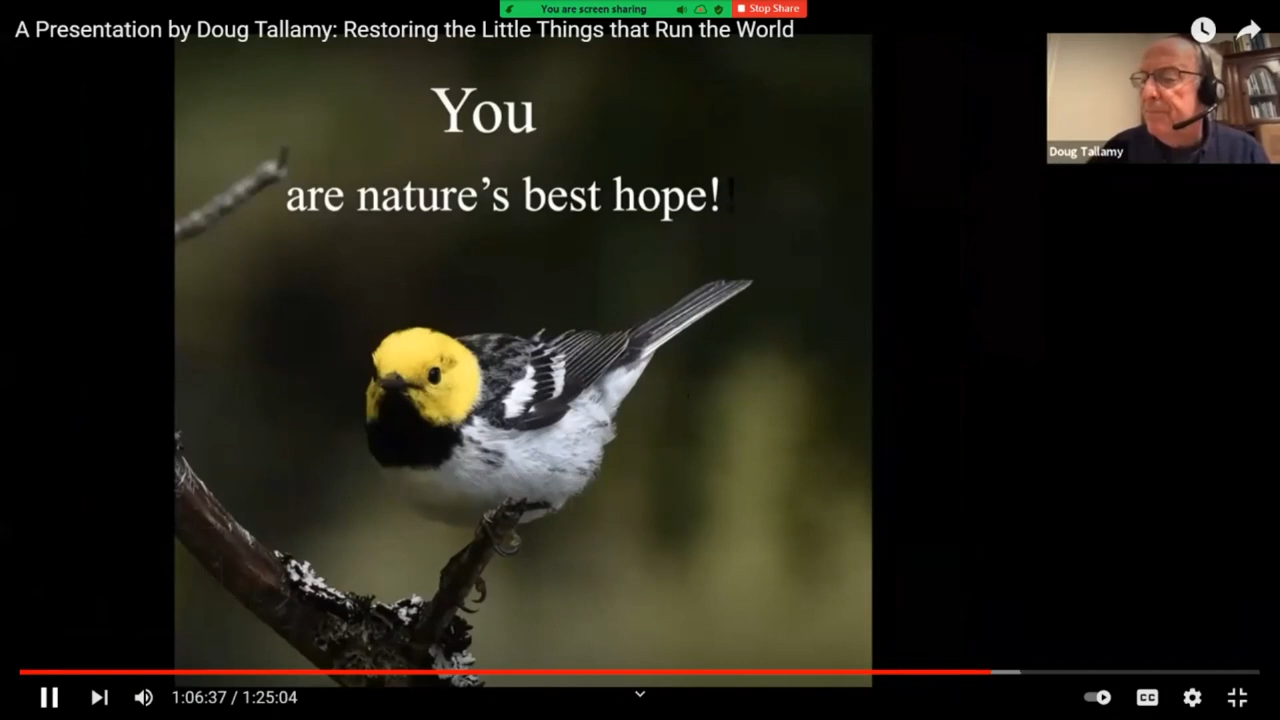 You are screen sharing
Stop Share
A Presentation by Doug Tallamy: Restoring the Little Things that Run the World
You
are nature's best hope!
Doug Tallamy
1:06:37 / 1:25:04
CC